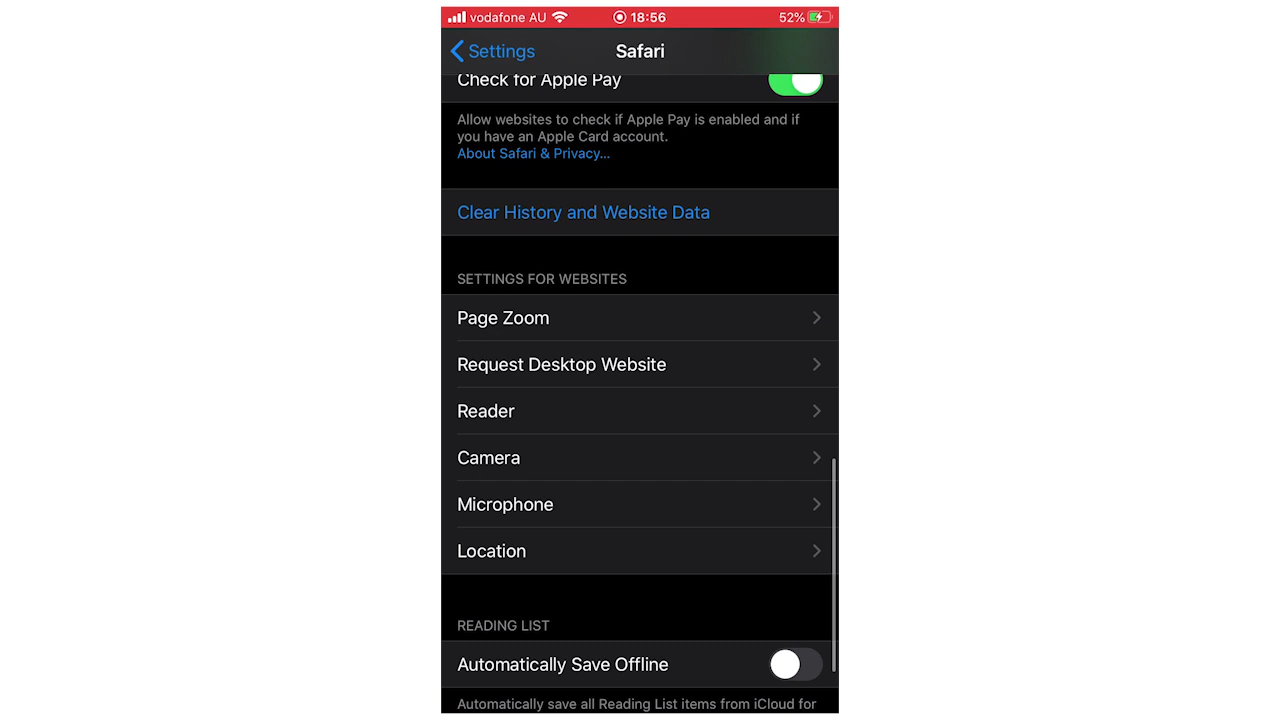 vodafone AU 18:56 52%
Settings Safari
Check for Apple Pay
Allow websites to check if Apple Pay is enabled and if
you have an Apple Card account.
About Safari & Privacy...
Clear History and Website Data
SETTINGS FOR WEBSITES
Page Zoom
Request Desktop Website
Reader
Camera
Microphone
Location
READING LIST
Automatically Save Offline
Automatically save all Reading List items from iCloud for